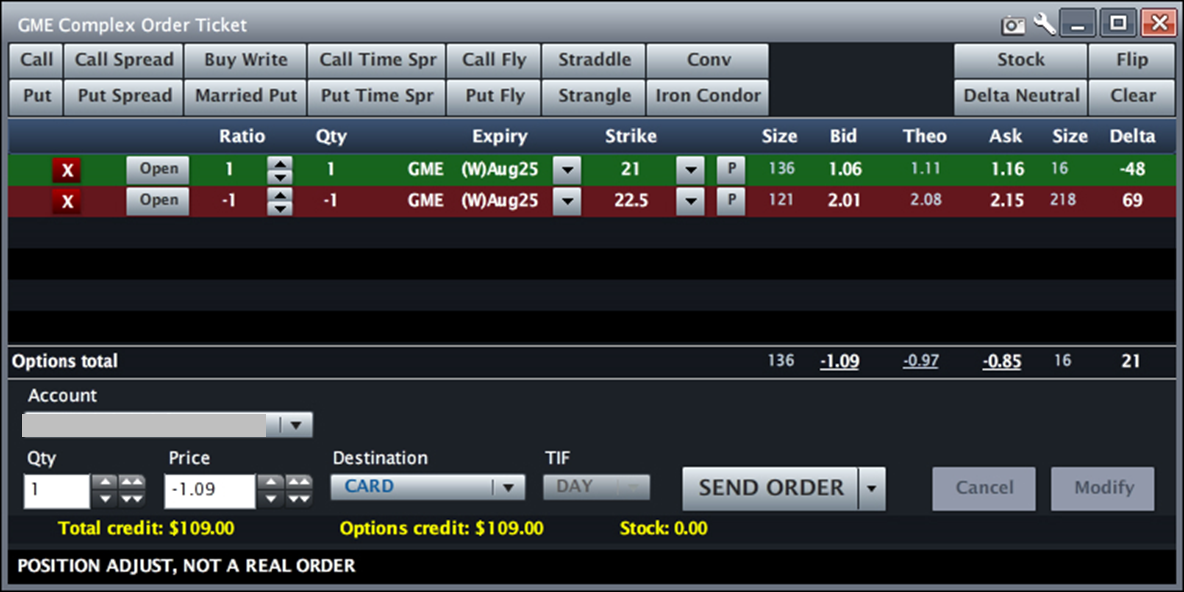 GME Complex Order Ticket
Call Call Spread Buy Write Call Time Spr Call Fly Straddle Conv Stock Flip
Put Put Spread Married Put Put Time Spr Put Fly Strangle Iron Condor Delta Neutral Clear
Ratio Qty Expiry Strike Size Bid Theo Ask Size Delta
X Open 1 1 GME (W)Aug25 21 P 136 1.06 1.11 1.16 16 -48
X Open -1 -1 GME (W)Aug25 22.5 P 121 2.01 2.08 2.15 218 69
Options total 136 -1.09 -0.97 -0.85 16 21
Account
Qty Price Destination TIF
1 -1.09 CARD DAY SEND ORDER Cancel Modify
Total credit: $109.00 Options credit: $109.00 Stock: 0.00
POSITION ADJUST, NOT A REAL ORDER